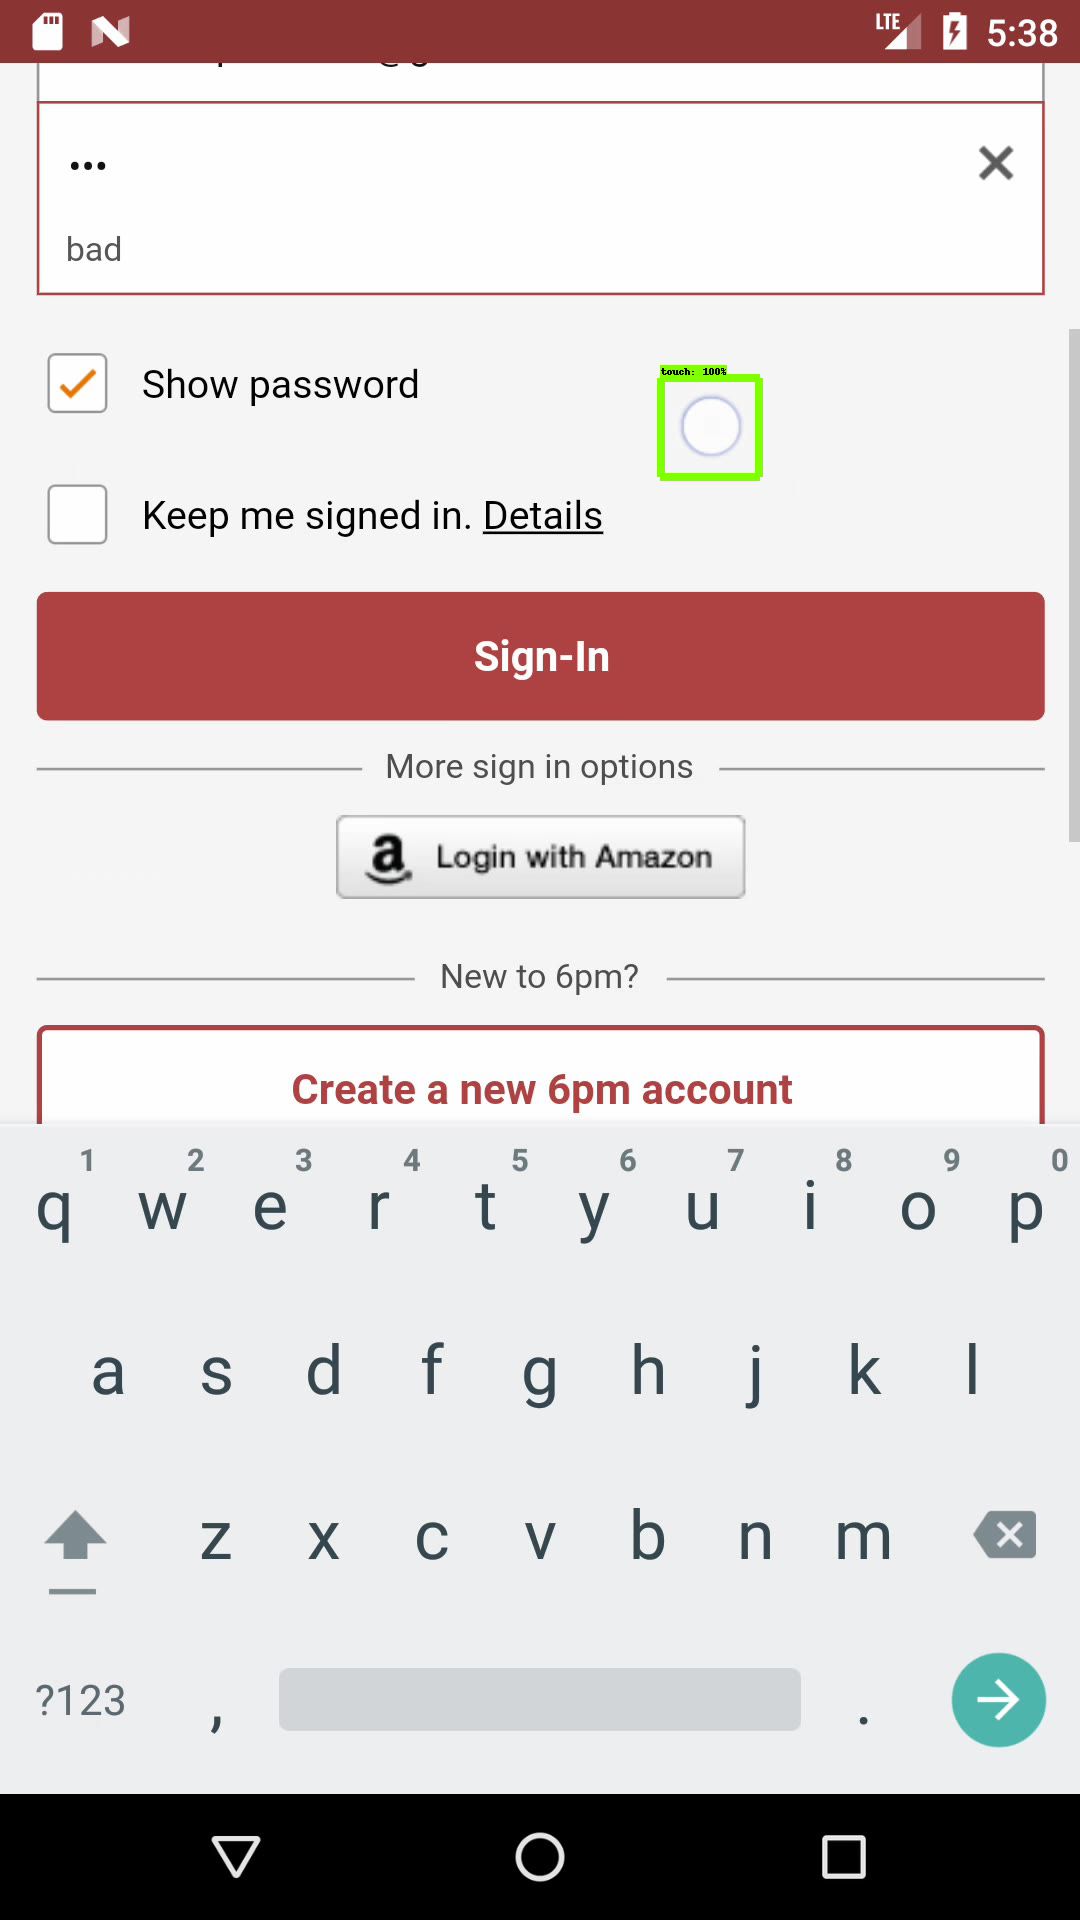 LTE 5:38
•••
bad
Show password
touch: 100%
Keep me signed in. Details
Sign-In
More sign in options
a Login with Amazon
New to 6pm?
Create a new 6pm account
1 2 3 4 5 6 7 8 9 0
q w e r t y u i o p
a s d f g h j k l
z x c v b n m
?123 , .